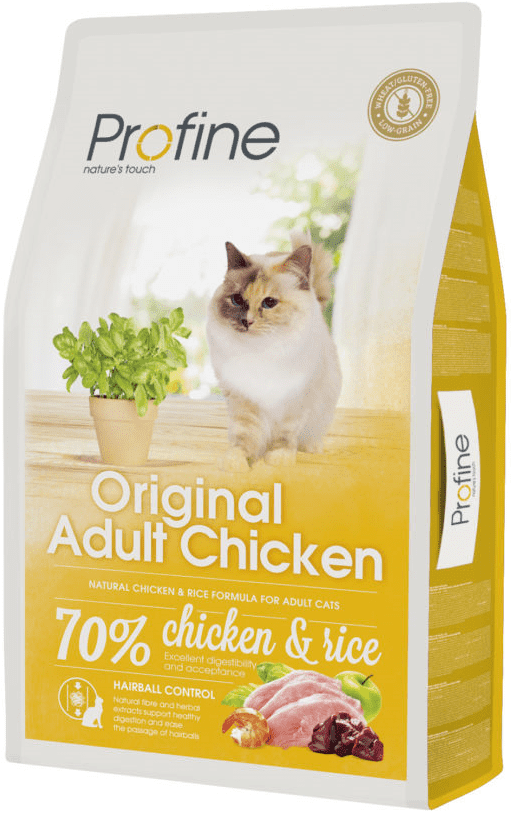 WHEAT/GLUTEN-FREE
LOW-GRAIN
Profine
nature's touch
Original
Adult Chicken
NATURAL CHICKEN & RICE FORMULA FOR ADULT CATS
70% chicken & rice
Excellent digestibility
and acceptance
HAIRBALL CONTROL
Natural fibre and herbal
extracts support healthy
digestion and ease
the passage of hairballs
Profine
nature's touch